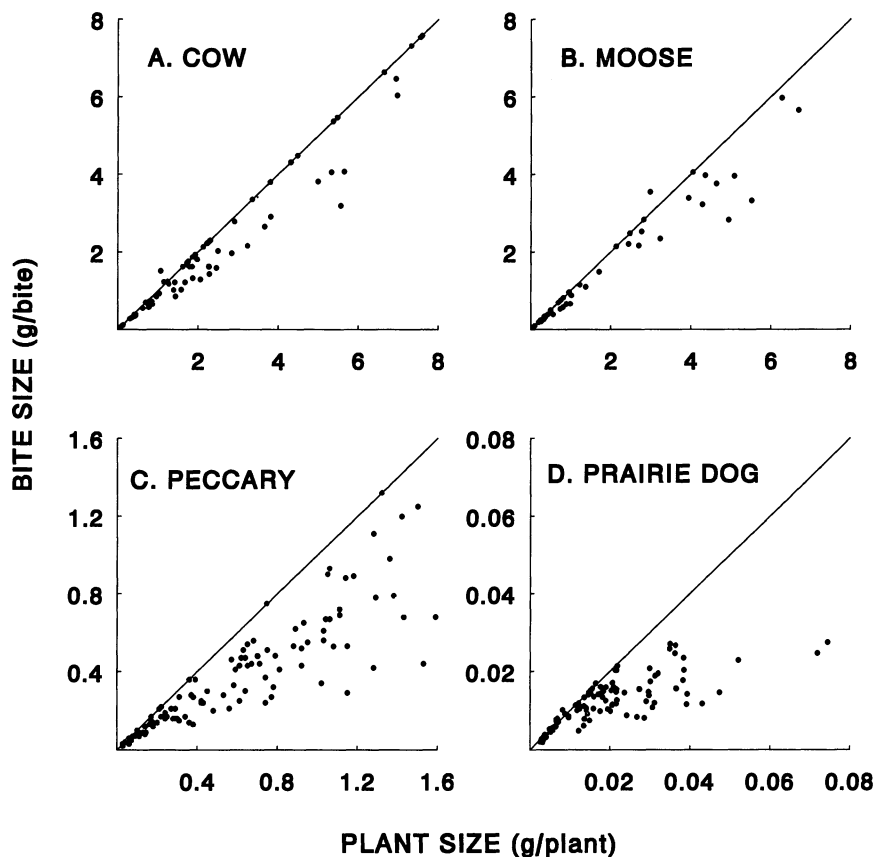 8
6
4
2
A. COW
2 4 6 8
8
6
4
2
B. MOOSE
2 4 6 8
BITE SIZE (g/bite)
1.6
1.2
0.8
0.4
C. PECCARY
0.4 0.8 1.2 1.6
0.08
0.06
0.04
0.02
D. PRAIRIE DOG
0.02 0.04 0.06 0.08
PLANT SIZE (g/plant)